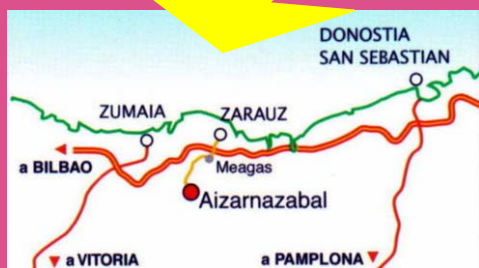 DONOSTIA
SAN SEBASTIAN
ZUMAIA
ZARAUZ
a BILBAO
Meagas
Aizarnazabal
a VITORIA
a PAMPLONA